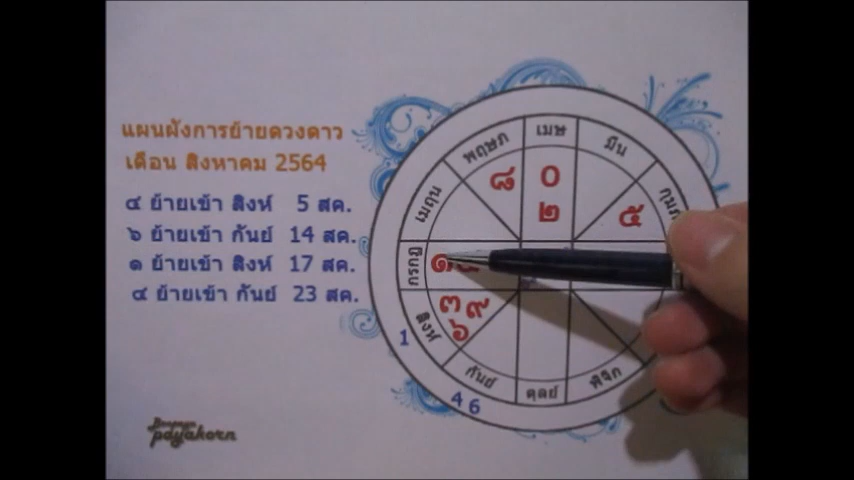 แผนผังการย้ายดวงดาว
เดือน สิงหาคม 2564
๔ ย้ายเข้า สิงห์ 5 สค.
๖ ย้ายเข้า กันย์ 14 สค.
๑ ย้ายเข้า สิงห์ 17 สค.
๔ ย้ายเข้า กันย์ 23 สค.
เมษ
พฤษภ
มีน
เมถุน
๘
๐
๒
๕
กรกฎ
๑
๓ ๙
๖
สิงห์
1
กันย์
ตุลย์
พิจิก
4 6
payakorn